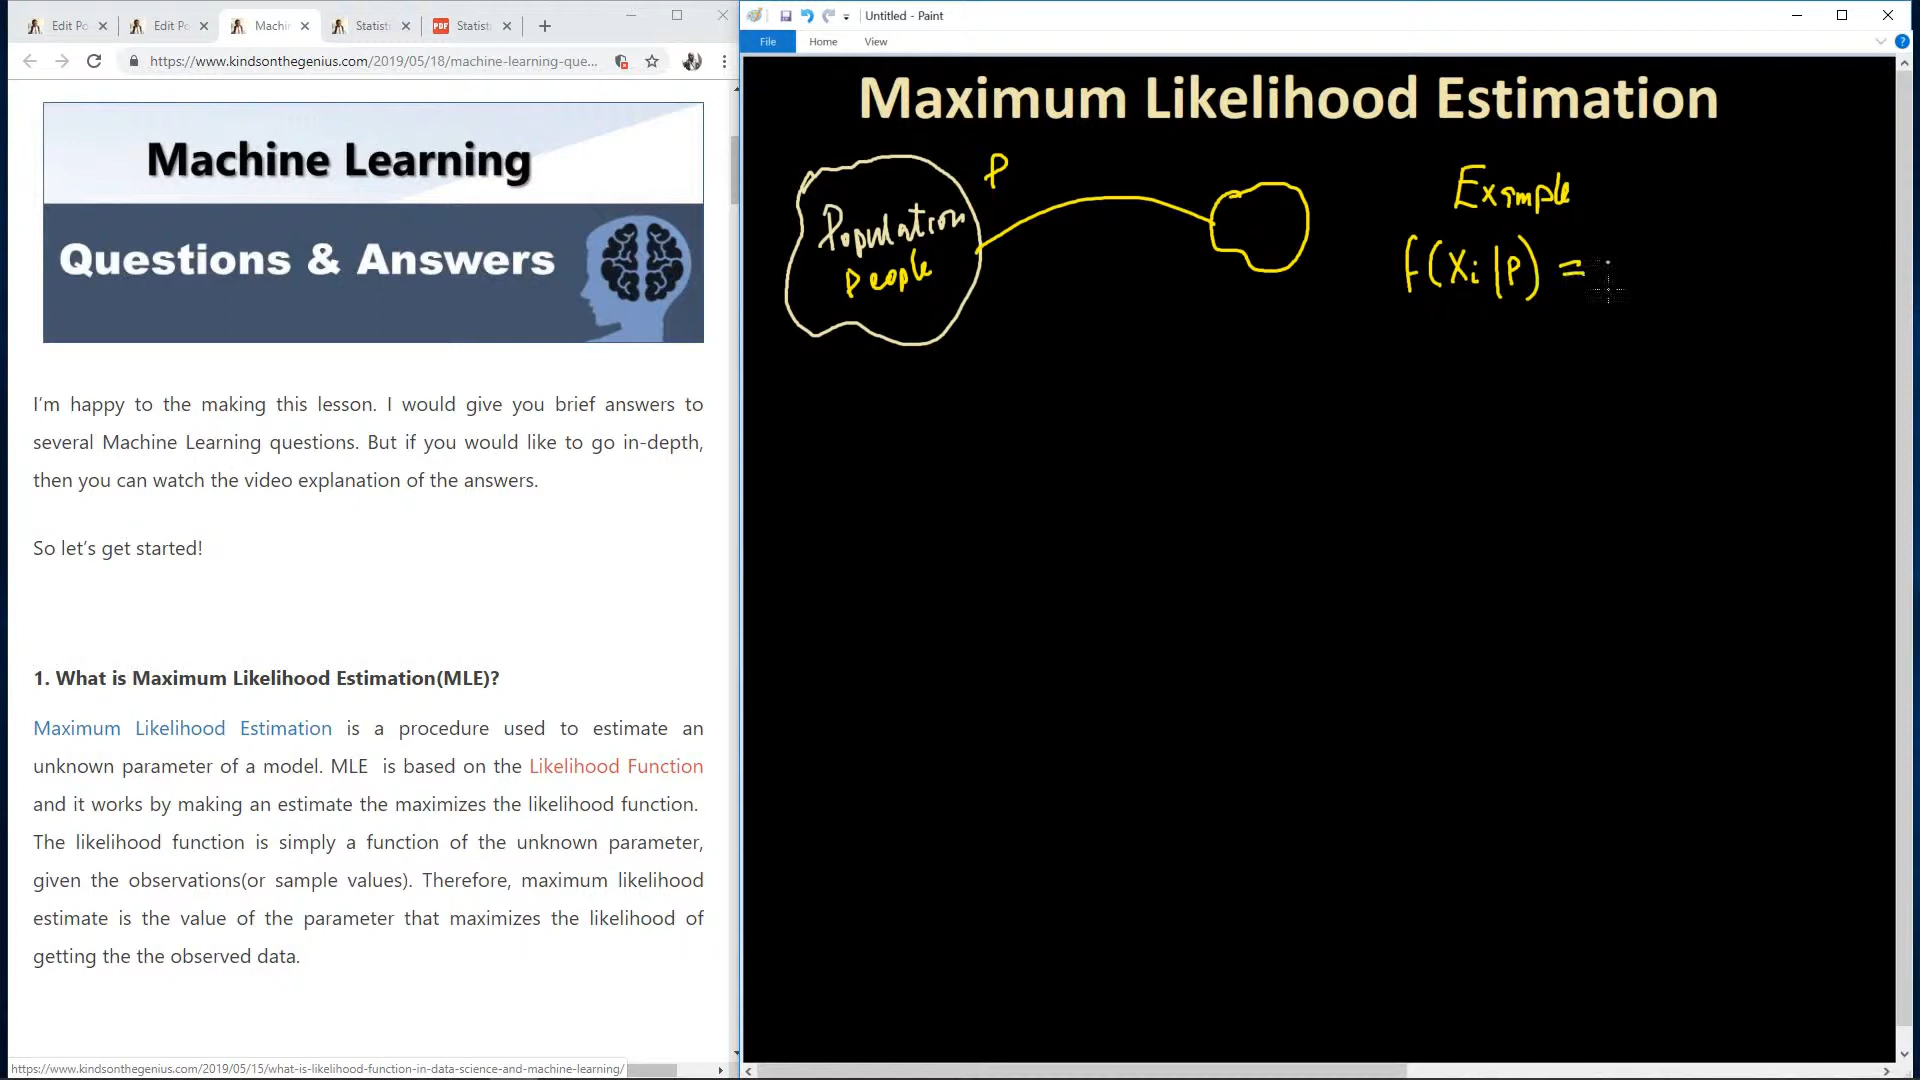 Edit Po
Edit Po
Machin
Statisti
Statisti
https://www.kindsonthegenius.com/2019/05/18/machine-learning-que...
Machine Learning
Questions & Answers
I'm happy to the making this lesson. I would give you brief answers to
several Machine Learning questions. But if you would like to go in-depth,
then you can watch the video explanation of the answers.
So let's get started!
1. What is Maximum Likelihood Estimation(MLE)?
Maximum Likelihood Estimation is a procedure used to estimate an
unknown parameter of a model. MLE is based on the Likelihood Function
and it works by making an estimate the maximizes the likelihood function.
The likelihood function is simply a function of the unknown parameter,
given the observations(or sample values). Therefore, maximum likelihood
estimate is the value of the parameter that maximizes the likelihood of
getting the the observed data.
https://www.kindsonthegenius.com/2019/05/15/what-is-likelihood-function-in-data-science-and-machine-learning/
Untitled - Paint
File Home View
Maximum Likelihood Estimation
P
Population
people
Example
f(Xi|P) =